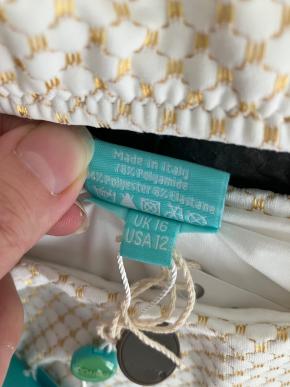 Made in Italy
78% Polyamide
14% Polyester 8% Elastane
UK 16
USA 12